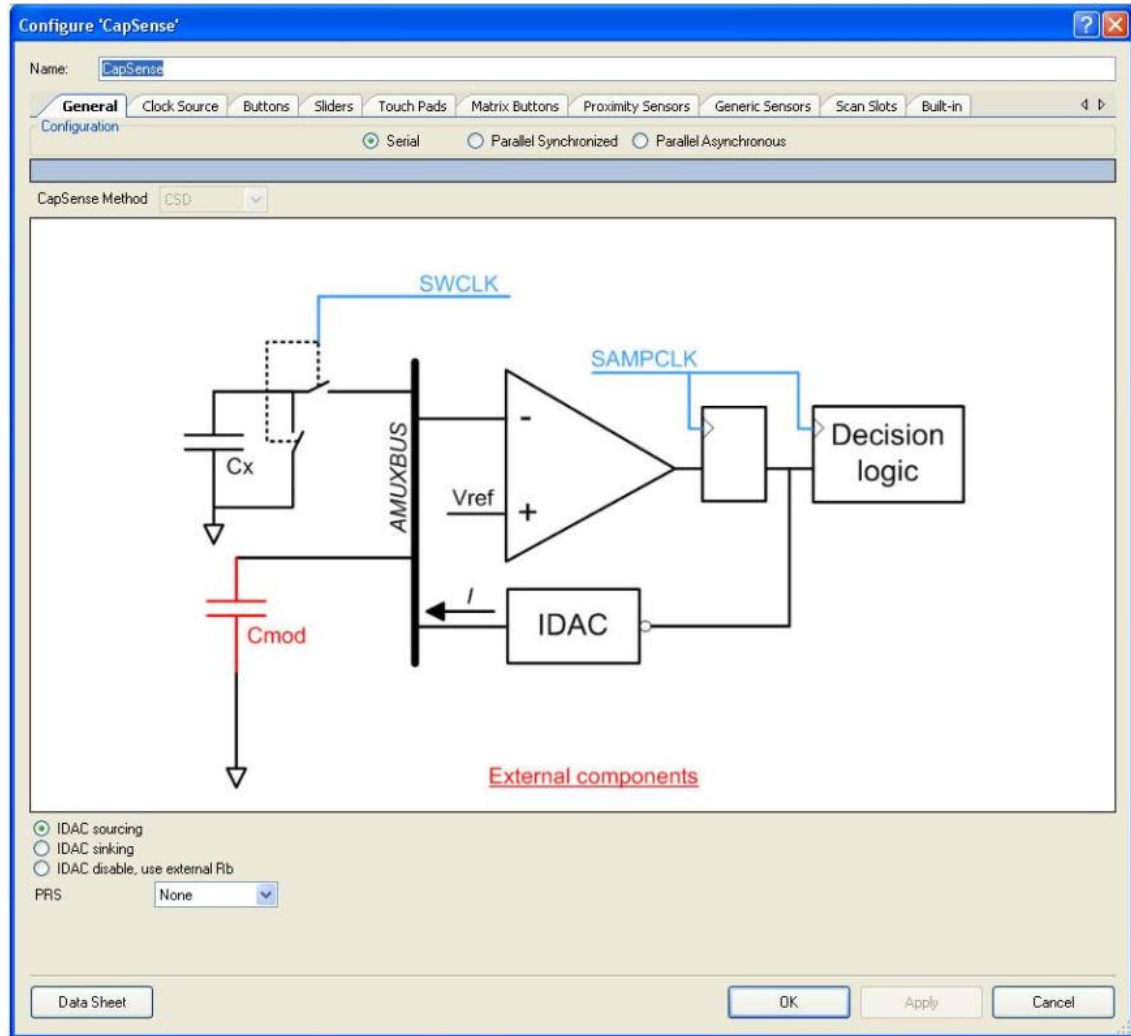 Configure 'CapSense'
Name: CapSense
General Clock Source Buttons Sliders Touch Pads Matrix Buttons Proximity Sensors Generic Sensors Scan Slots Built-in
Configuration
Serial Parallel Synchronized Parallel Asynchronous
CapSense Method CSD
SWCLK
SAMPCLK
Cx
AMUXBUS
-
Vref
+
Decision
logic
I
IDAC
Cmod
External components
IDAC sourcing
IDAC sinking
IDAC disable, use external Rb
PRS None
Data Sheet OK Apply Cancel